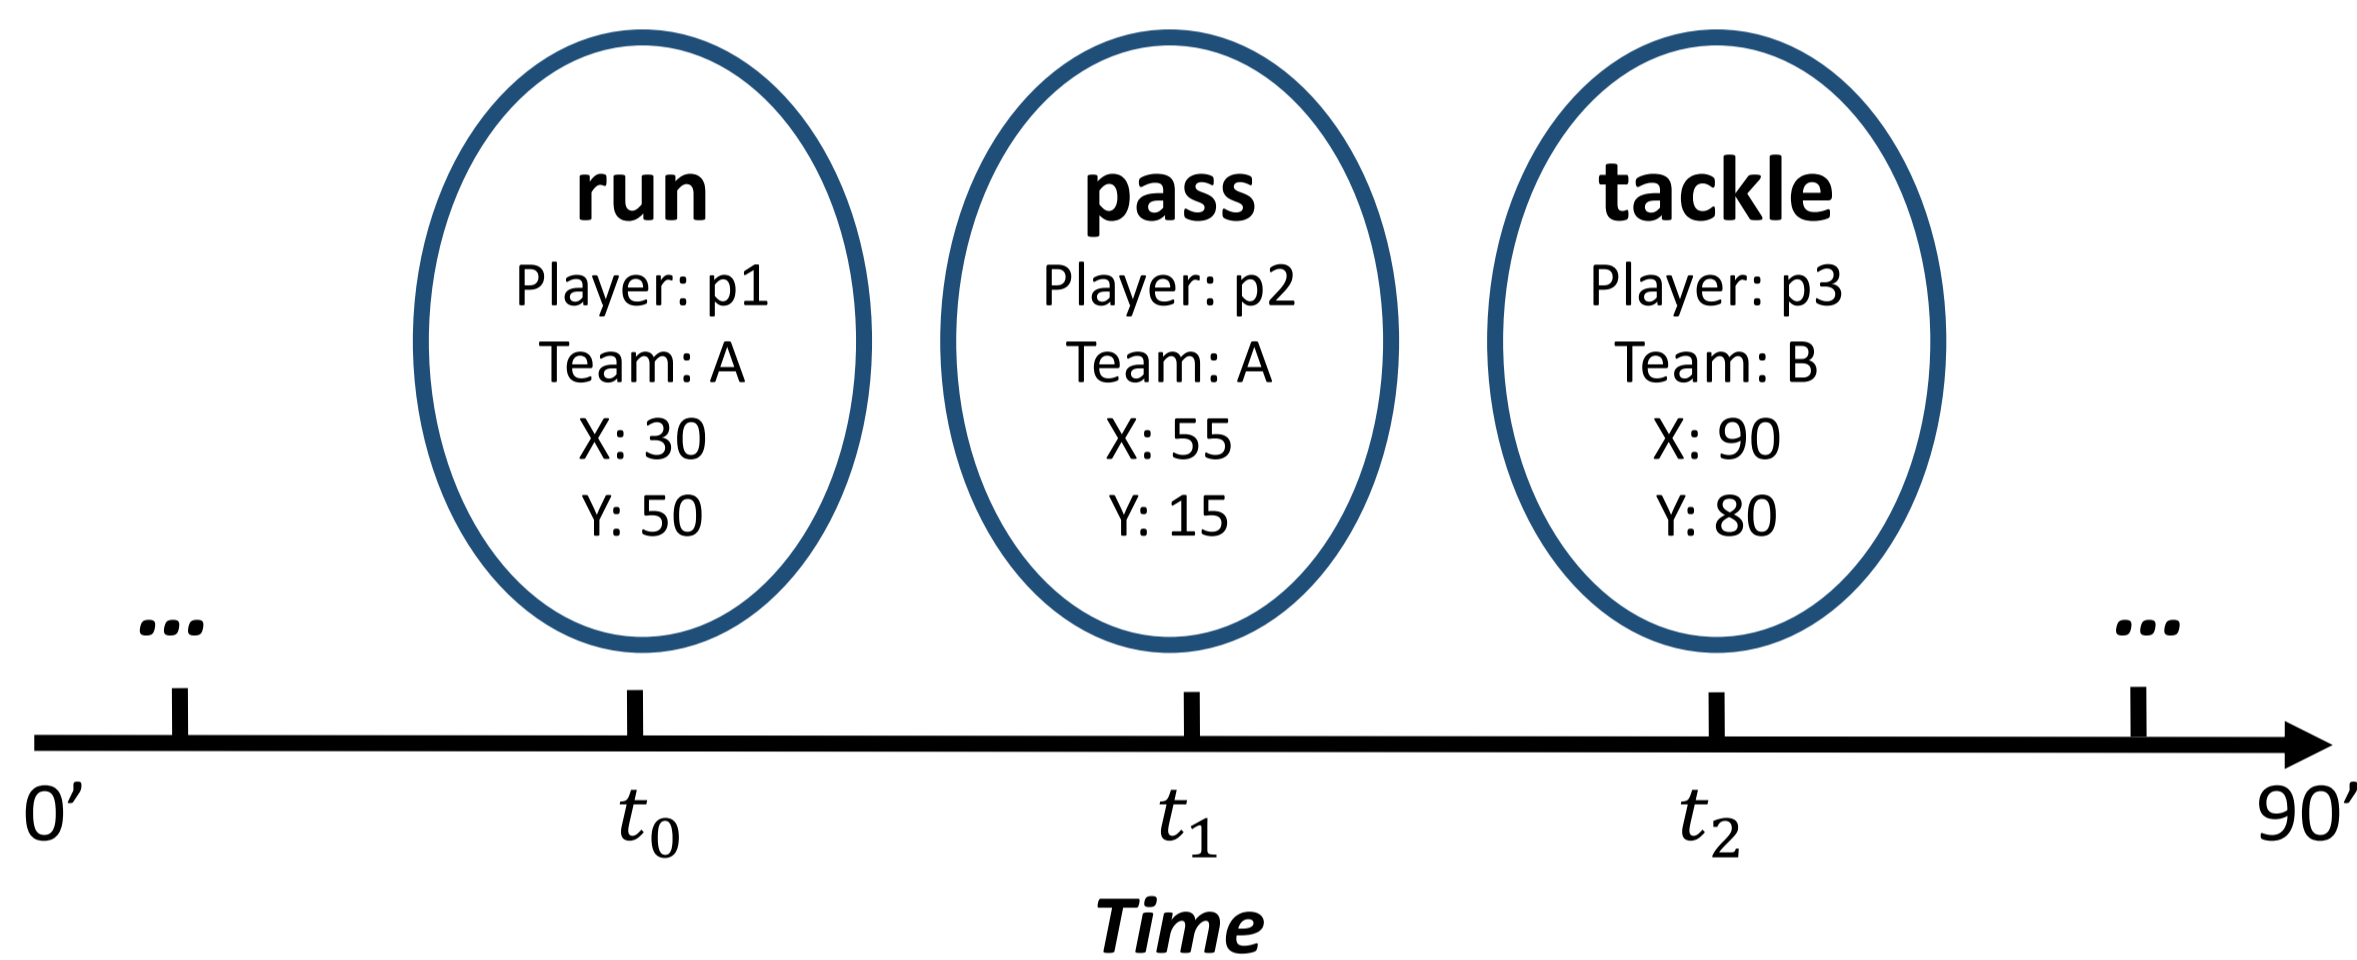 run
Player: p1
Team: A
X: 30
Y: 50
pass
Player: p2
Team: A
X: 55
Y: 15
tackle
Player: p3
Team: B
X: 90
Y: 80
... ...
0’ t₀ t₁ t₂ 90’
Time